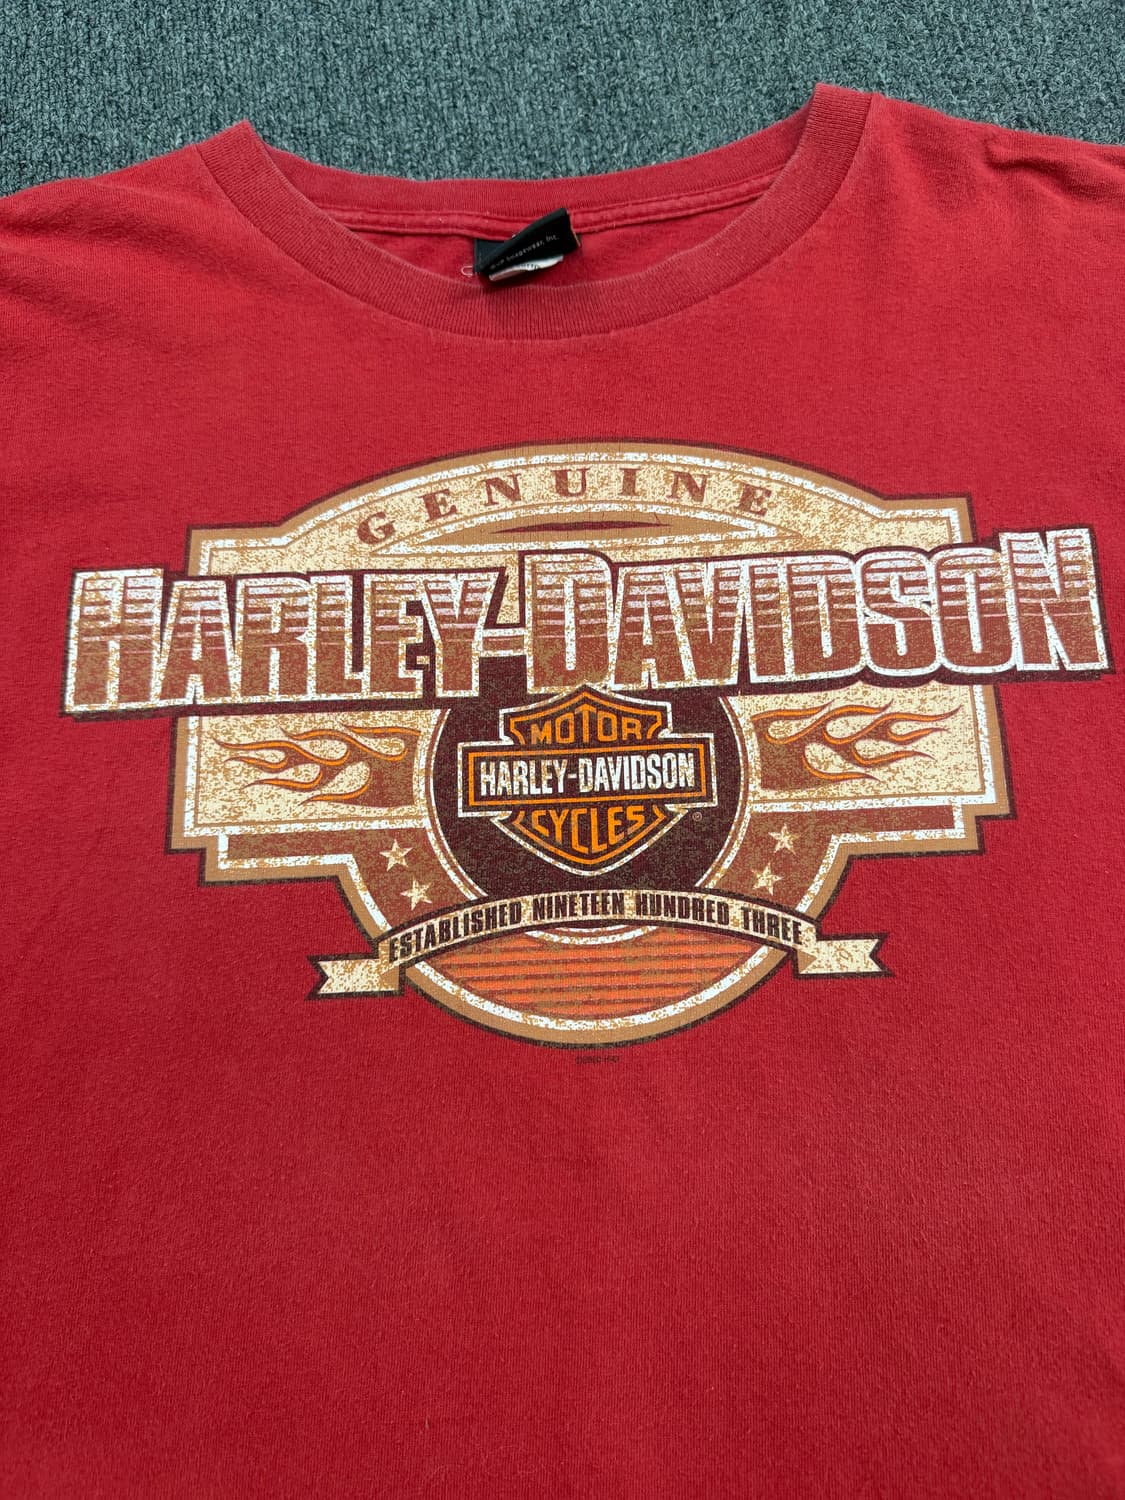 GENUINE
HARLEY-DAVIDSON
MOTOR
HARLEY-DAVIDSON
CYCLES
®
ESTABLISHED NINETEEN HUNDRED THREE